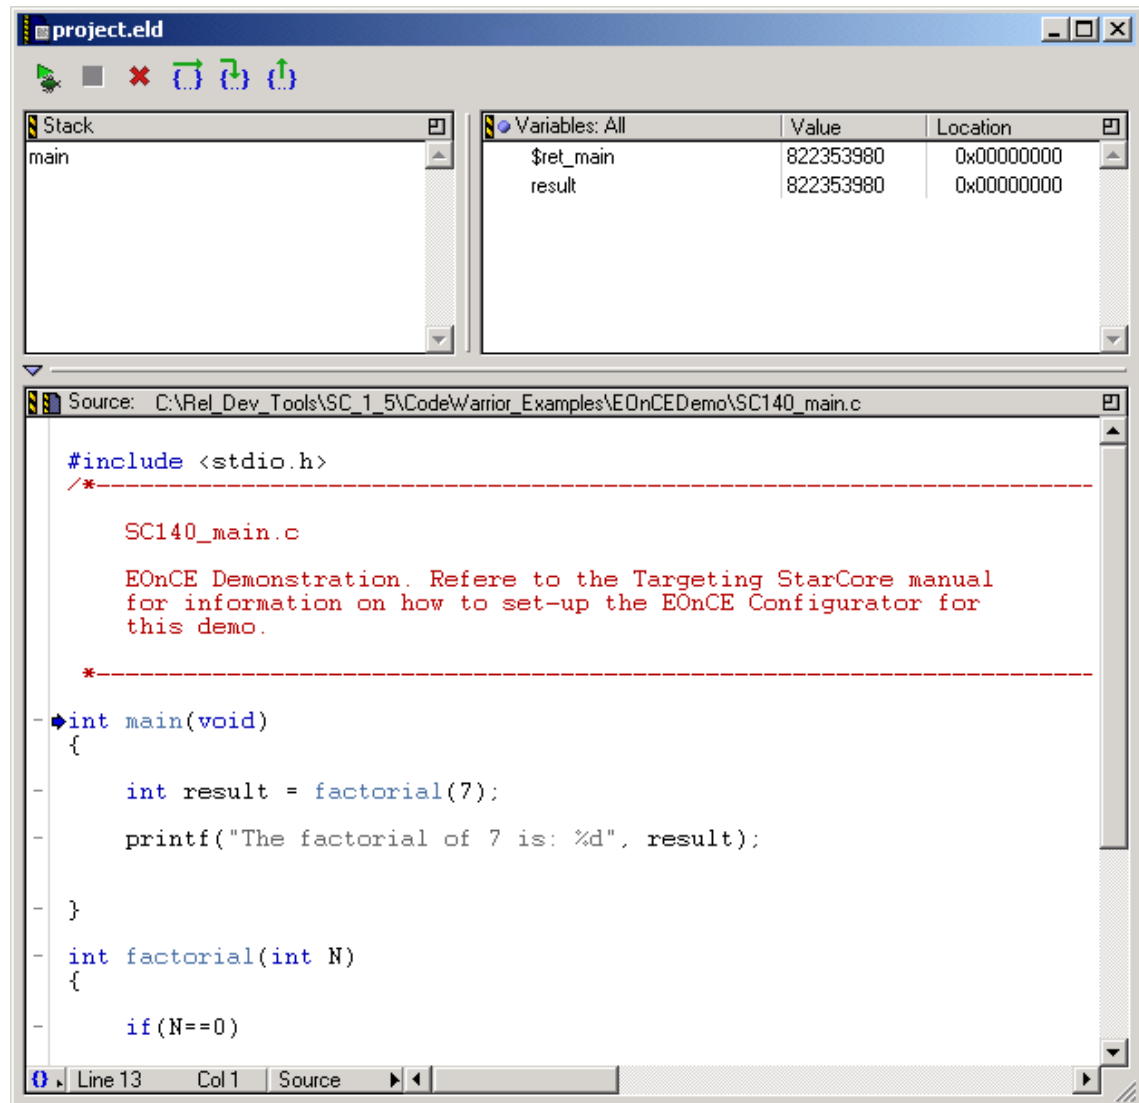 project.eld
Stack
main
Variables: All Value Location
$ret_main 822353980 0x00000000
result 822353980 0x00000000
Source: C:\Rel_Dev_Tools\SC_1_5\CodeWarrior_Examples\EOnCEDemo\SC140_main.c
#include <stdio.h>
/*----------------------------------------------------------------------
SC140_main.c
EOnCE Demonstration. Refere to the Targeting StarCore manual
for information on how to set-up the EOnCE Configurator for
this demo.
*----------------------------------------------------------------------
int main(void)
{
int result = factorial(7);
printf("The factorial of 7 is: %d", result);
}
int factorial(int N)
{
if(N==0)
Line 13 Col 1 Source